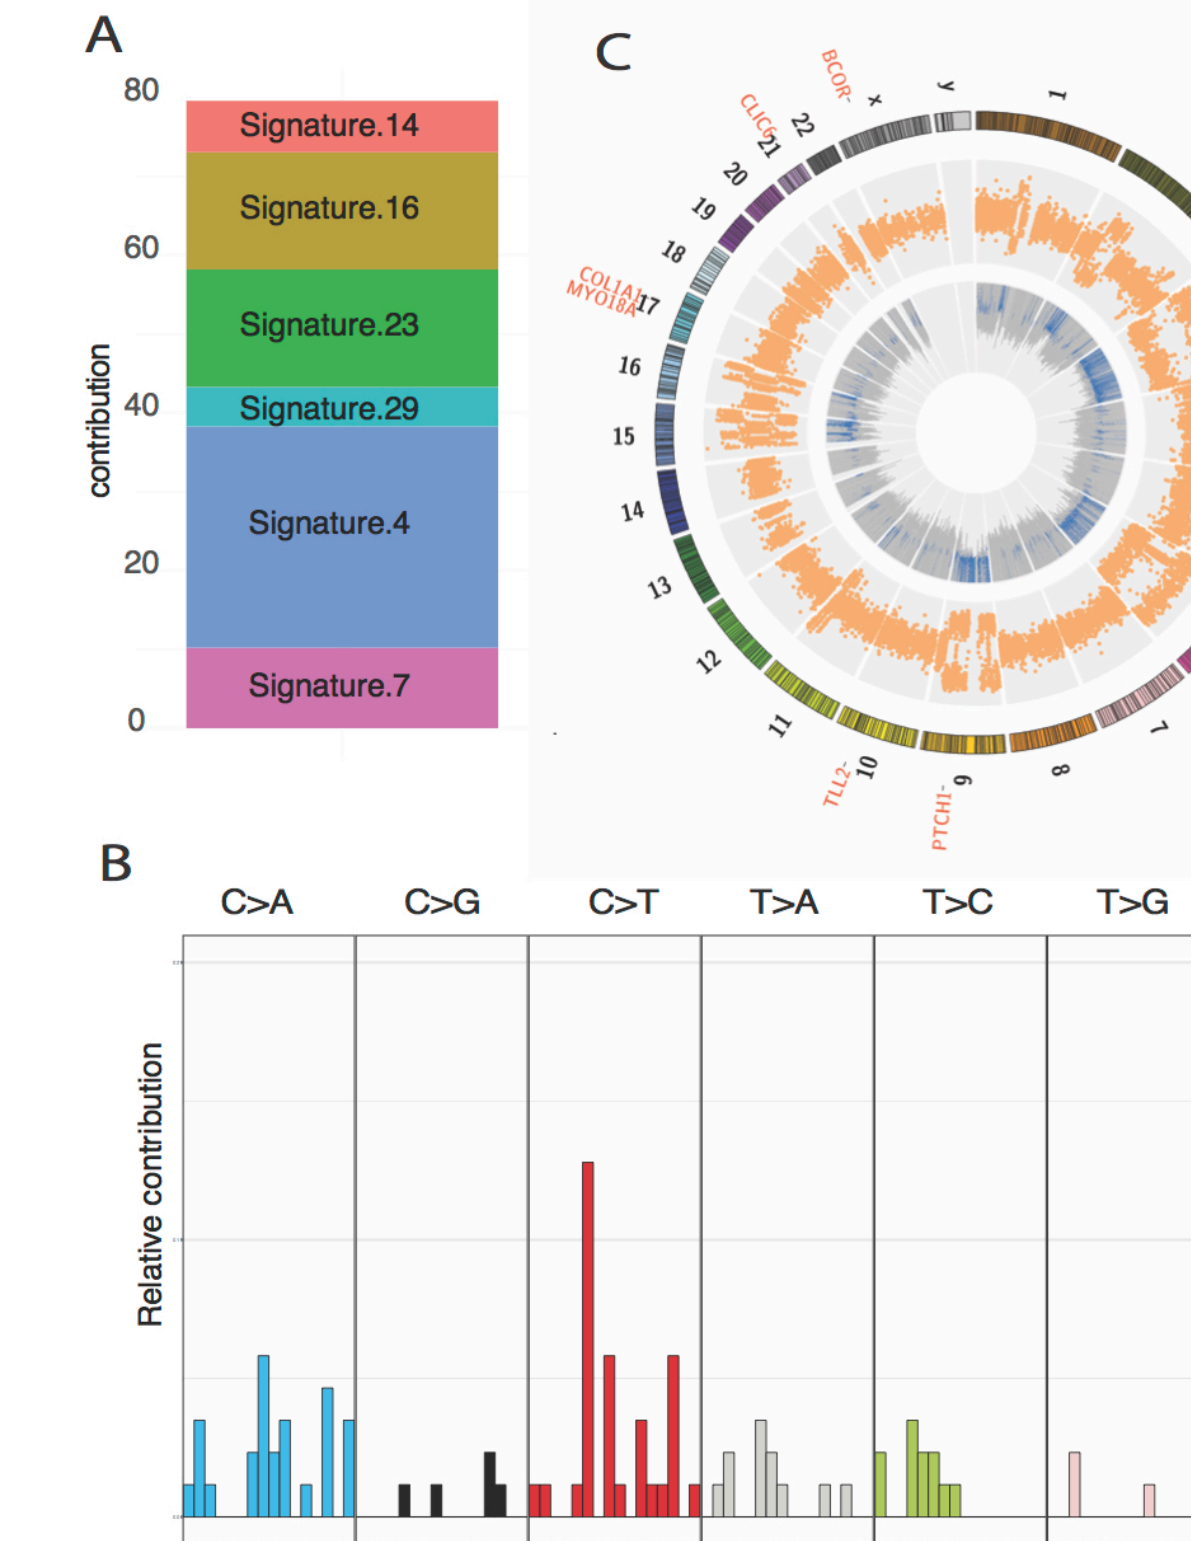 A
80
60
40
20
0
contribution
Signature.14
Signature.16
Signature.23
Signature.29
Signature.4
Signature.7
C
1
7
8
9
10
11
12
13
14
15
16
17
18
19
20
21
22
x
y
BCOR-
CLIC6
COL1A1
MYO18A
TLL2-
PTCH1-
B
C>A C>G C>T T>A T>C T>G
Relative contribution